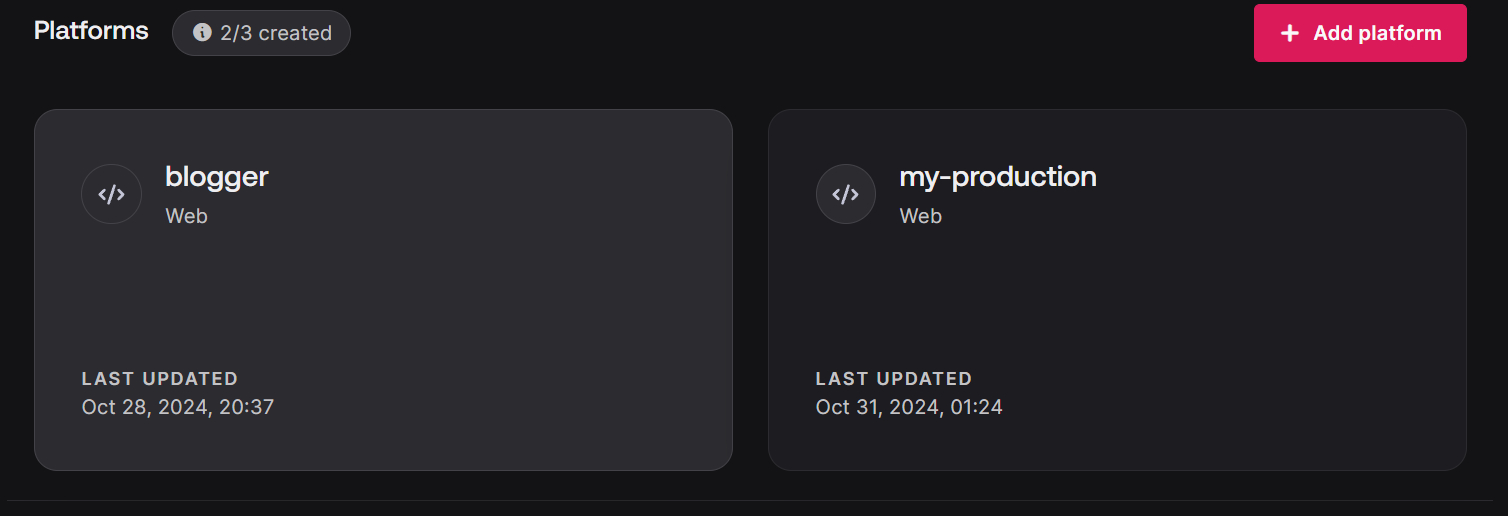 Platforms
2/3 created
+ Add platform
</> blogger
Web
LAST UPDATED
Oct 28, 2024, 20:37
</> my-production
Web
LAST UPDATED
Oct 31, 2024, 01:24